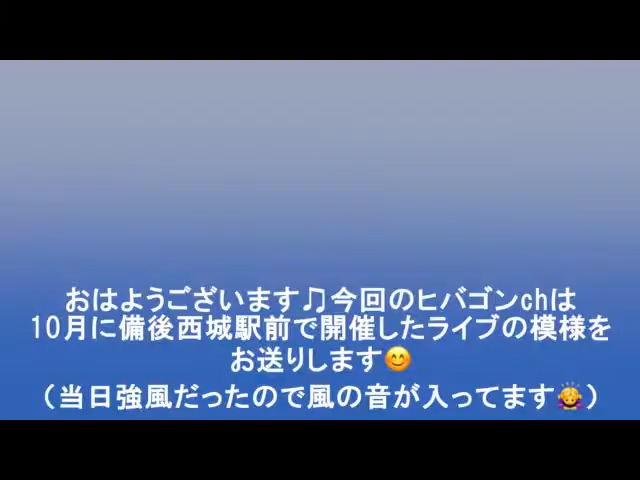 おはようございます♫今回のヒバゴンchは
10月に備後西城駅前で開催したライブの模様を
お送りします😊
（当日強風だったので風の音が入ってます🙇‍♀️）